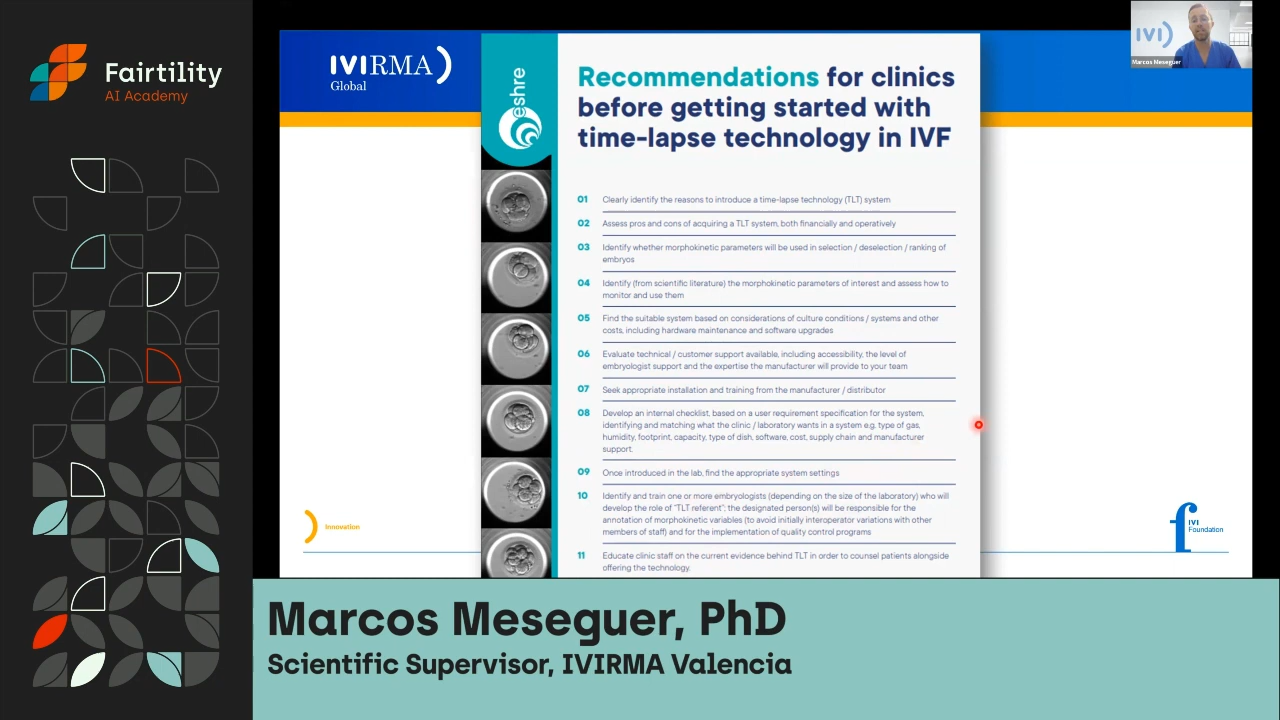 Fairtility
AI Academy
IVIRMA
Global
eshre
Recommendations for clinics
before getting started with
time-lapse technology in IVF
01 Clearly identify the reasons to introduce a time-lapse technology (TLT) system
02 Assess pros and cons of acquiring a TLT system, both financially and operatively
03 Identify whether morphokinetic parameters will be used in selection / deselection / ranking of
embryos
04 Identify (from scientific literature) the morphokinetic parameters of interest and assess how to
monitor and use them
05 Find the suitable system based on considerations of culture conditions / systems and other
costs, including hardware maintenance and software upgrades
06 Evaluate technical / customer support available, including accessibility, the level of
embryologist support and the expertise the manufacturer will provide to your team
07 Seek appropriate installation and training from the manufacturer / distributor
08 Develop an internal checklist, based on a user requirement specification for the system,
identifying and matching what the clinic / laboratory wants in a system e.g. type of gas,
humidity, footprint, capacity, type of dish, software, cost, supply chain and manufacturer
support.
09 Once introduced in the lab, find the appropriate system settings
10 Identify and train one or more embryologists (depending on the size of the laboratory) who will
develop the role of "TLT referent"; the designated person(s) will be responsible for the
annotation of morphokinetic variables (to avoid initially interoperator variations with other
members of staff) and for the implementation of quality control programs
11 Educate clinic staff on the current evidence behind TLT in order to counsel patients alongside
offering the technology.
IVI
Marcos Meseguer
Innovation
IVI
Foundation
Marcos Meseguer, PhD
Scientific Supervisor, IVIRMA Valencia